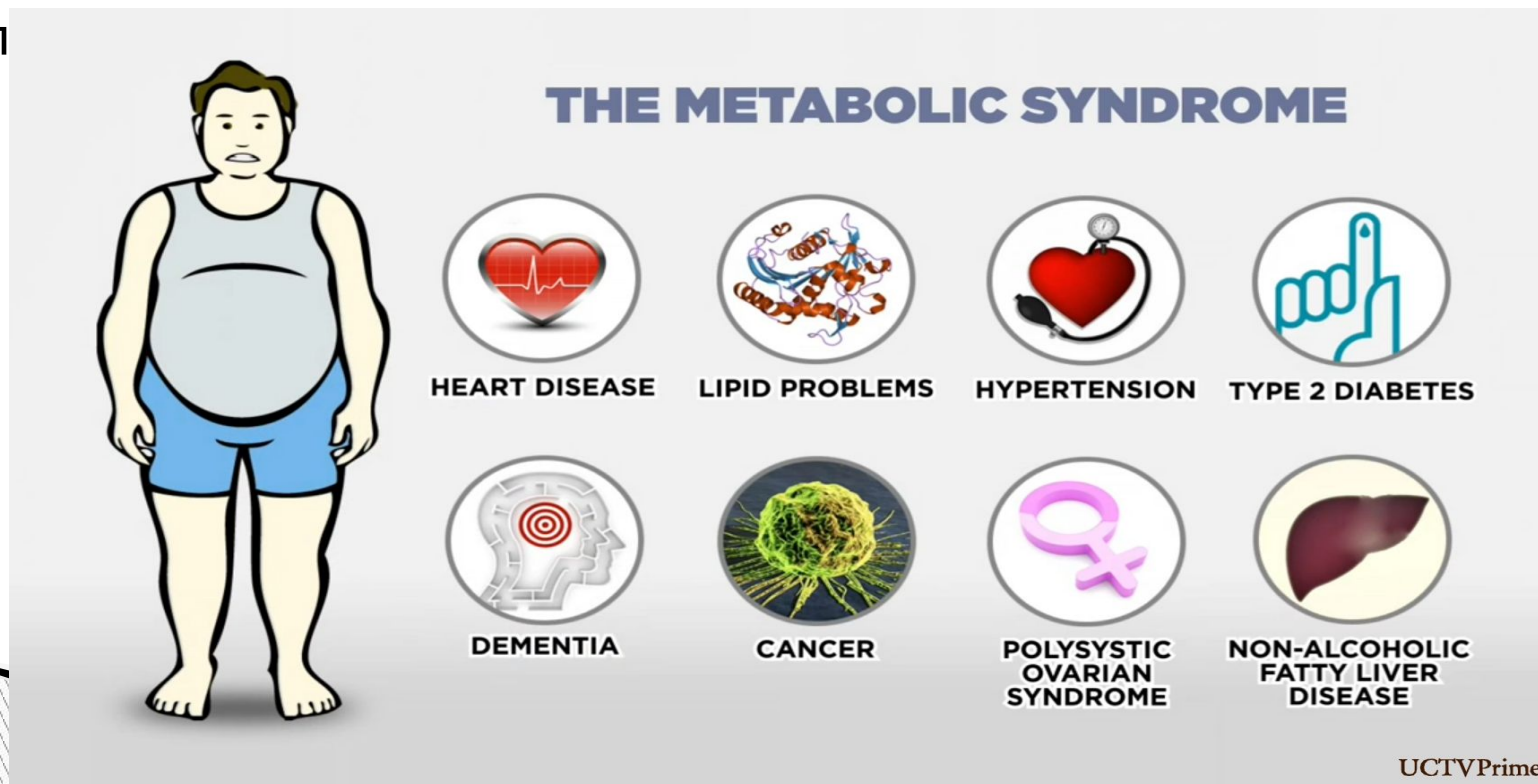 THE METABOLIC SYNDROME
HEART DISEASE
LIPID PROBLEMS
HYPERTENSION
TYPE 2 DIABETES
DEMENTIA
CANCER
POLYSYSTIC
OVARIAN
SYNDROME
NON-ALCOHOLIC
FATTY LIVER
DISEASE
UCTVPrime